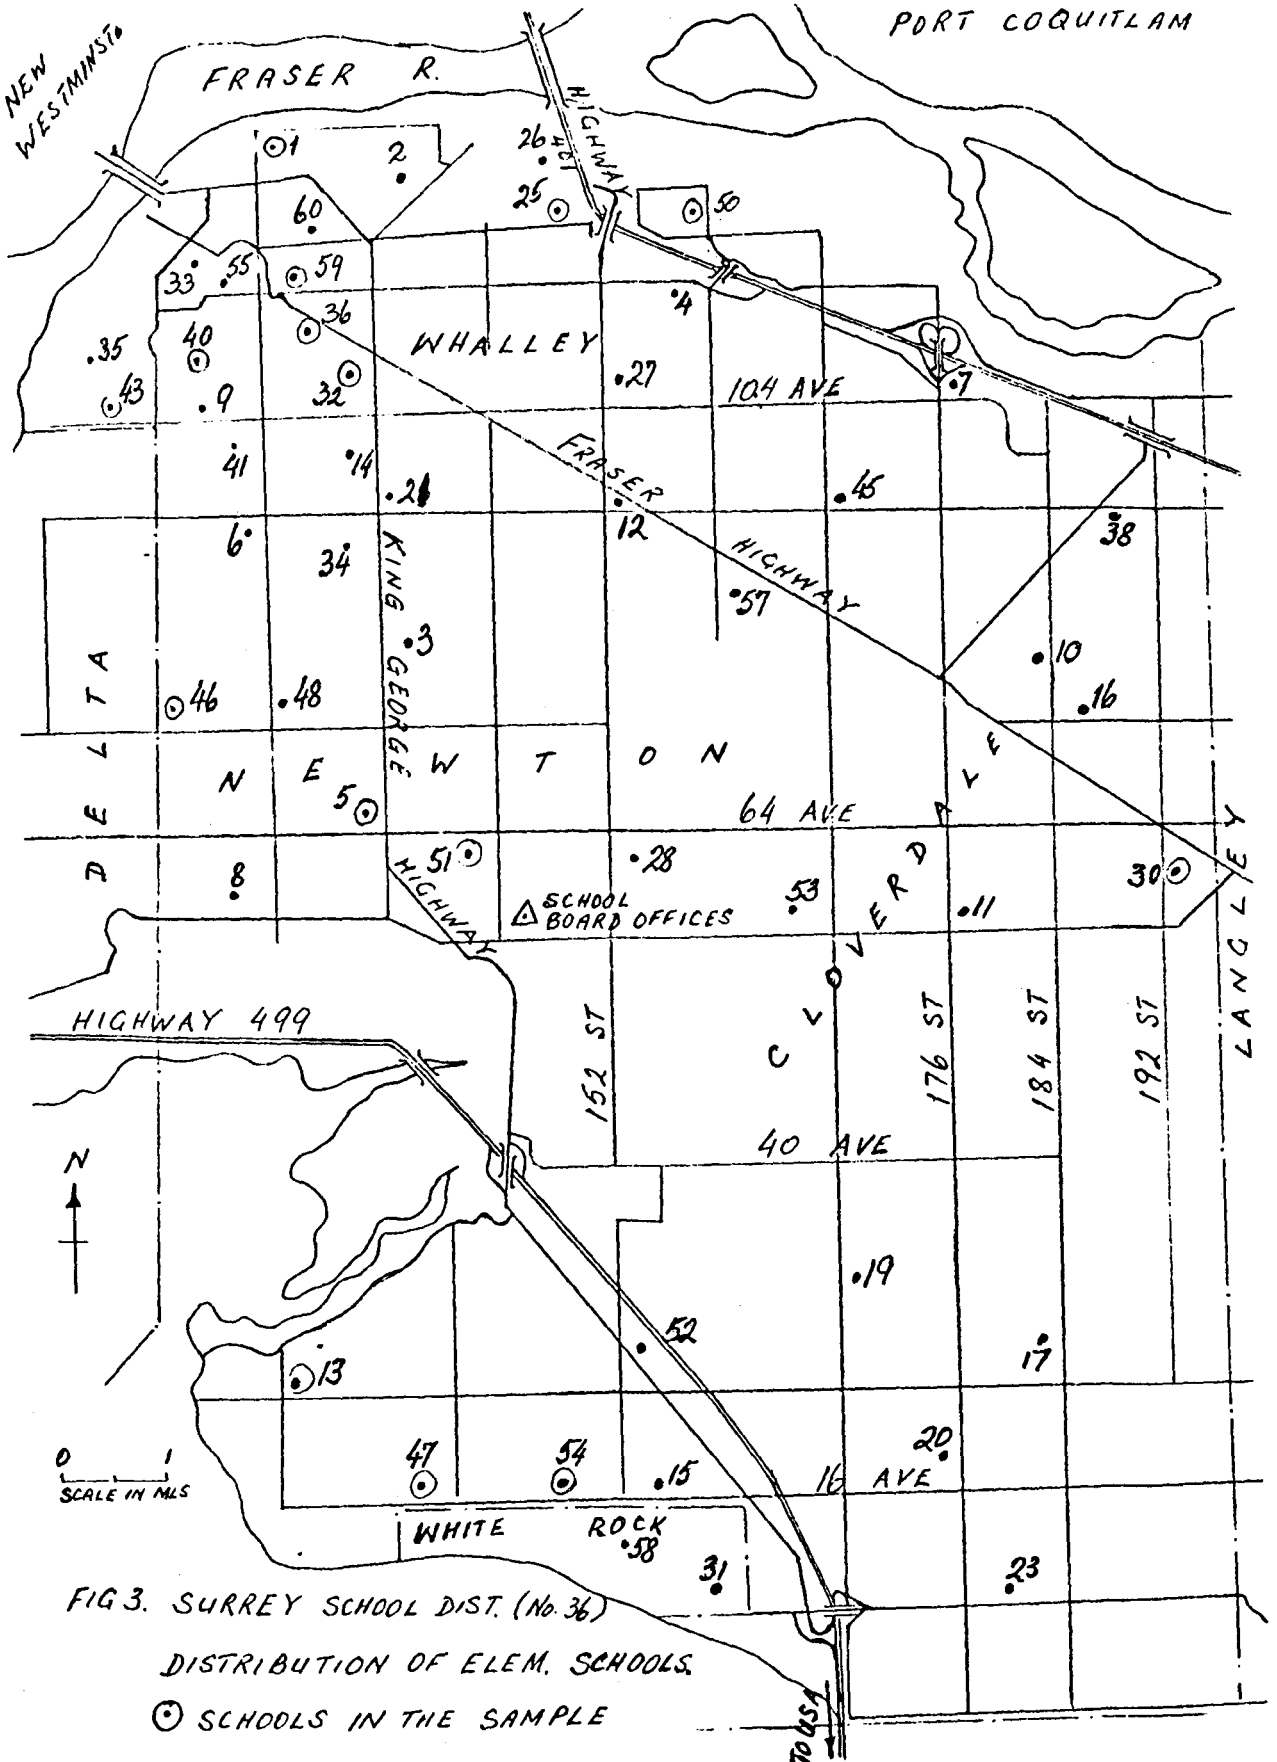 PORT COQUITLAM
NEW
WESTMINSTR
FRASER R.
HIGHWAY
401
1
2
26
25
50
60
33
55
59
4
36
35
40
WHALLEY
43
9
32
27
104 AVE
7
41
14
21
FRASER
HIGHWAY
45
12
38
6
34
57
KING GEORGE
HIGHWAY
3
10
46
48
16
DELTA
NEWTON
5
64 AVE
CLOVERDALE
LANGLEY
8
51
28
53
11
30
SCHOOL
BOARD OFFICES
HIGHWAY 499
152 ST
176 ST
184 ST
192 ST
40 AVE
N
19
52
17
13
47
54
15
20
16 AVE
0 1
SCALE IN MLS
WHITE ROCK
58
31
23
FIG 3. SURREY SCHOOL DIST. (No. 36)
DISTRIBUTION OF ELEM. SCHOOLS.
SCHOOLS IN THE SAMPLE
TO USA